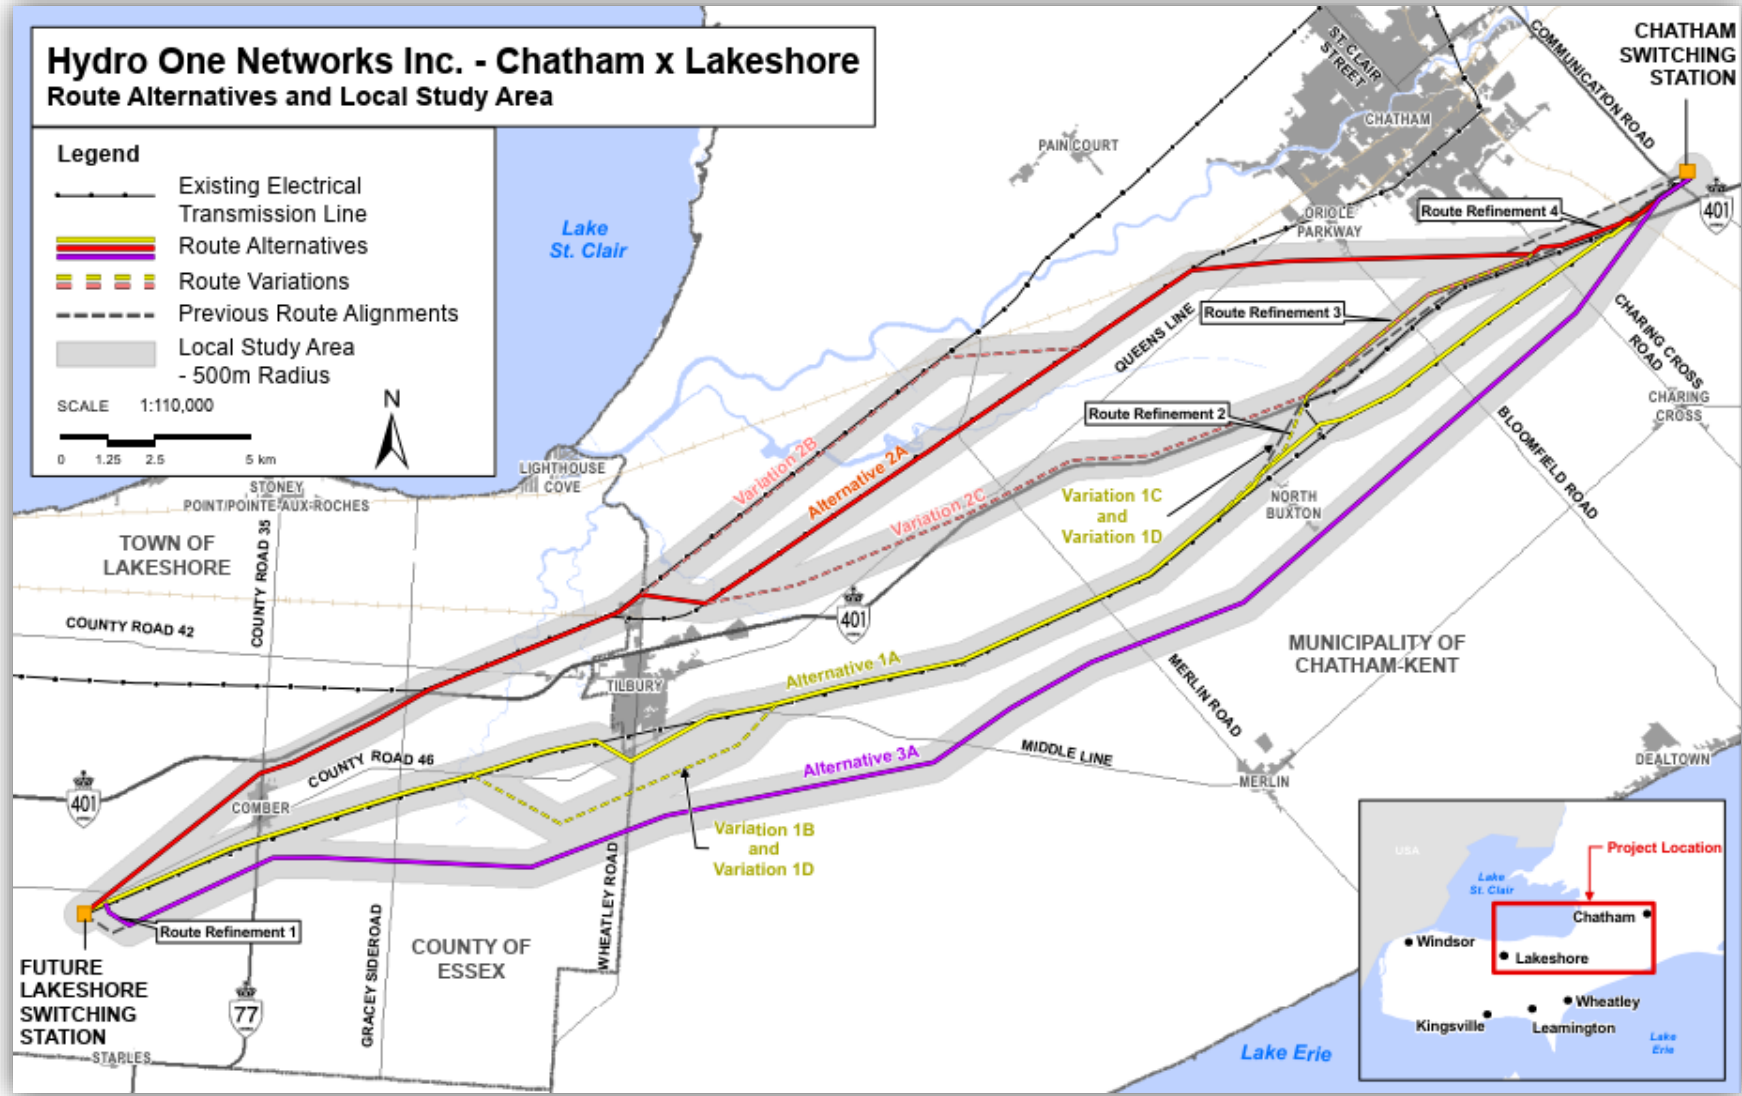 Hydro One Networks Inc. - Chatham x Lakeshore
Route Alternatives and Local Study Area
Legend
Existing Electrical
Transmission Line
Route Alternatives
Route Variations
Previous Route Alignments
Local Study Area
- 500m Radius
SCALE 1:110,000
0 1.25 2.5 5 km
N
Lake
St. Clair
PAIN COURT
ST. CLAIR
STREET
CHATHAM
COMMUNICATION ROAD
CHATHAM
SWITCHING
STATION
401
ORIOLE
PARKWAY
Route Refinement 4
Route Refinement 3
QUEENS LINE
CHARING CROSS
ROAD
CHARING
CROSS
Route Refinement 2
BLOOMFIELD ROAD
LIGHTHOUSE
COVE
STONEY
POINT/POINTE-AUX-ROCHES
Variation 2B
Alternative 2A
Variation 2C
Variation 1C
and
Variation 1D
NORTH
BUXTON
TOWN OF
LAKESHORE
COUNTY ROAD 35
COUNTY ROAD 42
401
MUNICIPALITY OF
CHATHAM-KENT
TILBURY
Alternative 1A
MERLIN ROAD
COUNTY ROAD 46
Alternative 3A
MIDDLE LINE
MERLIN
DEALTOWN
401
COMBER
Variation 1B
and
Variation 1D
WHEATLEY ROAD
Route Refinement 1
GRACEY SIDEROAD
COUNTY OF
ESSEX
FUTURE
LAKESHORE
SWITCHING
STATION
77
STAPLES
Lake Erie
USA
Project Location
Lake
St. Clair
Chatham
Windsor
Lakeshore
Wheatley
Kingsville
Leamington
Lake
Erie